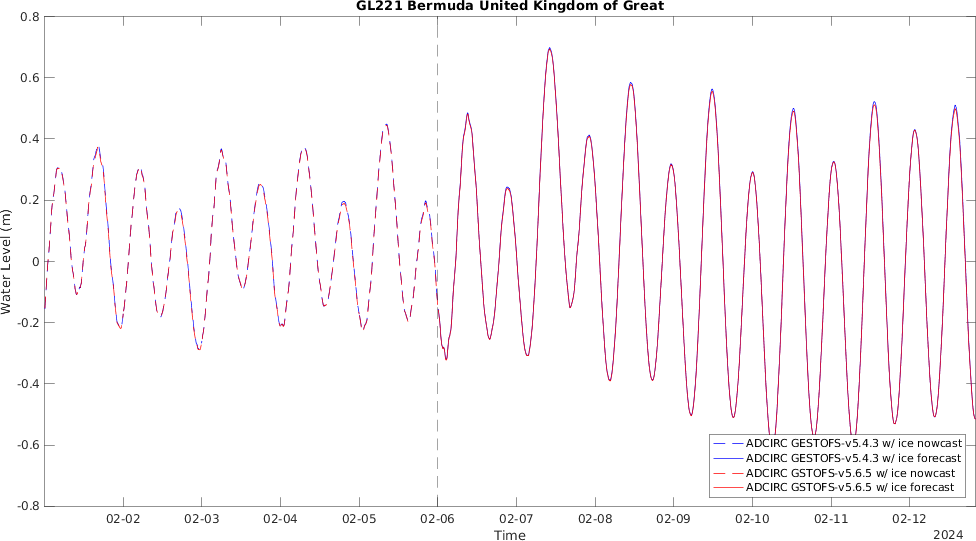 GL221 Bermuda United Kingdom of Great
0.8
0.6
0.4
0.2
0
-0.2
-0.4
-0.6
-0.8
Water Level (m)
02-02 02-03 02-04 02-05 02-06 02-07 02-08 02-09 02-10 02-11 02-12
Time
2024
ADCIRC GESTOFS-v5.4.3 w/ ice nowcast
ADCIRC GESTOFS-v5.4.3 w/ ice forecast
ADCIRC GSTOFS-v5.6.5 w/ ice nowcast
ADCIRC GSTOFS-v5.6.5 w/ ice forecast